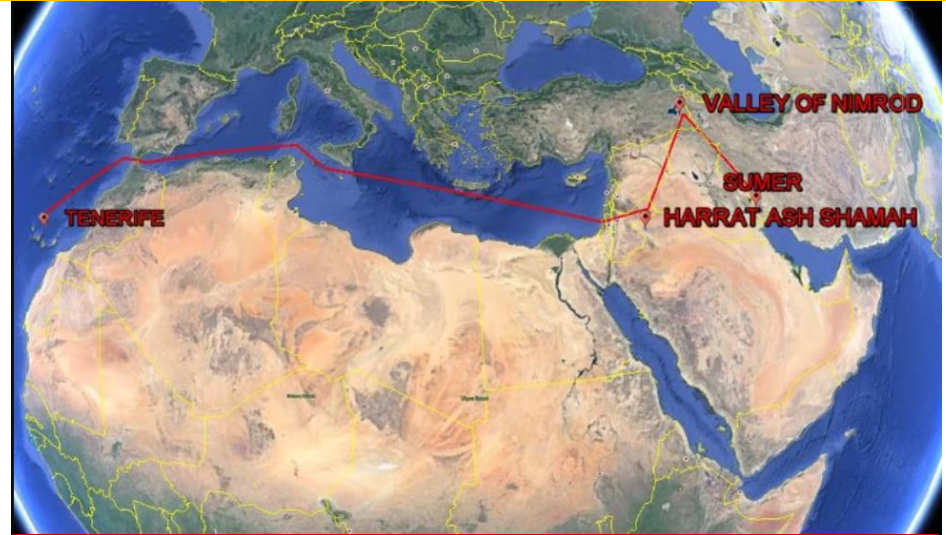 VALLEY OF NIMROD
SUMER
TENERIFE
HARRAT ASH SHAMAH